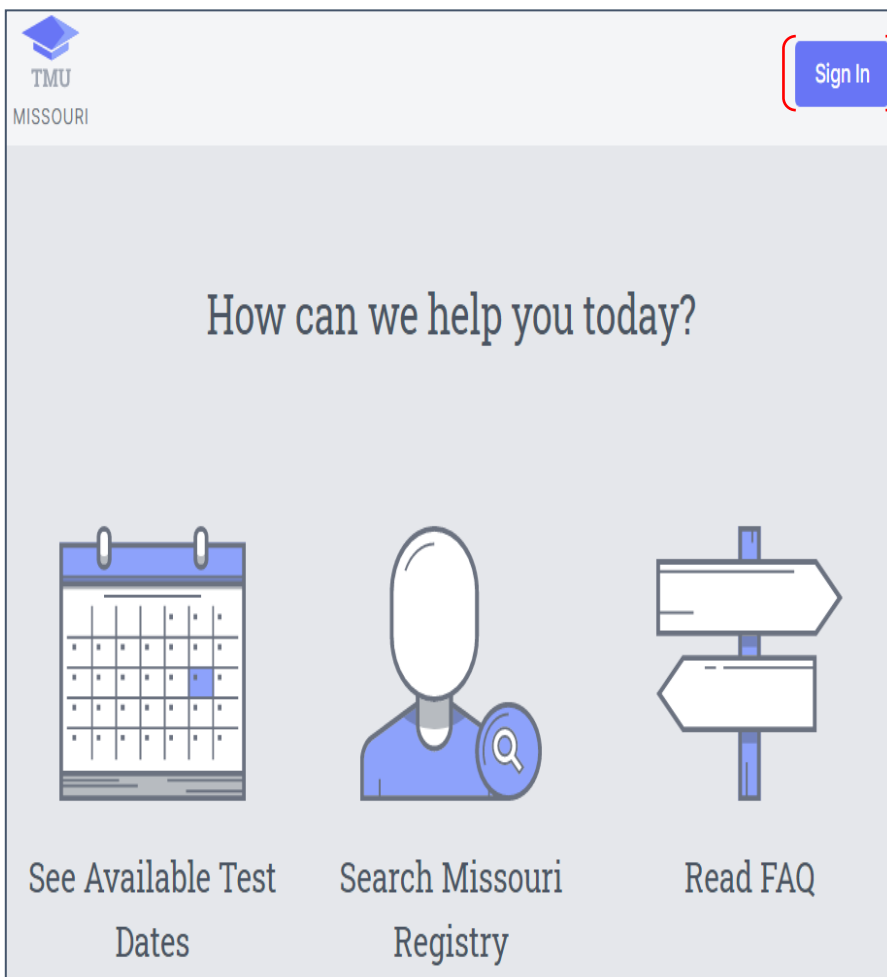 TMU
MISSOURI
Sign In
How can we help you today?
See Available Test
Dates
Search Missouri
Registry
Read FAQ